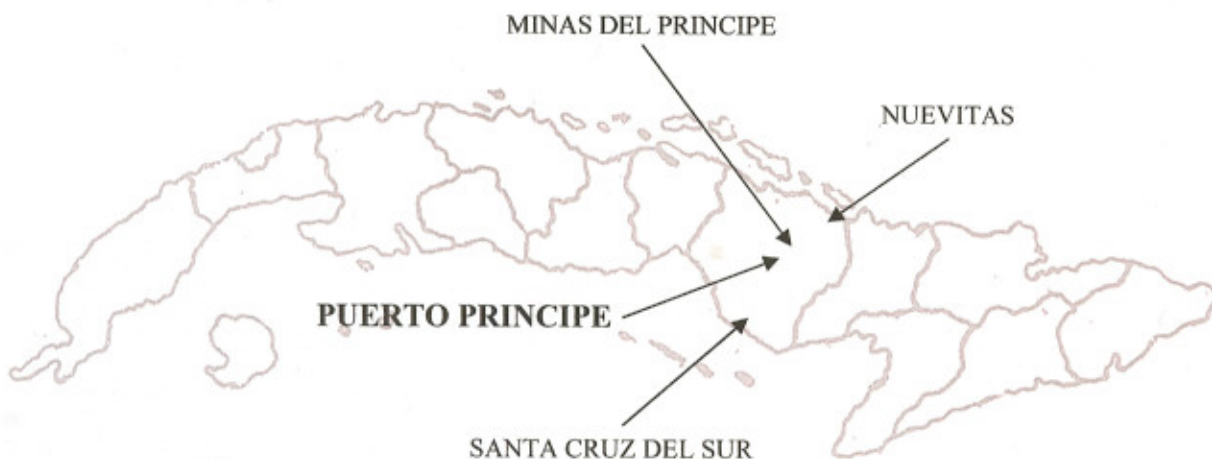 MINAS DEL PRINCIPE
NUEVITAS
PUERTO PRINCIPE
SANTA CRUZ DEL SUR